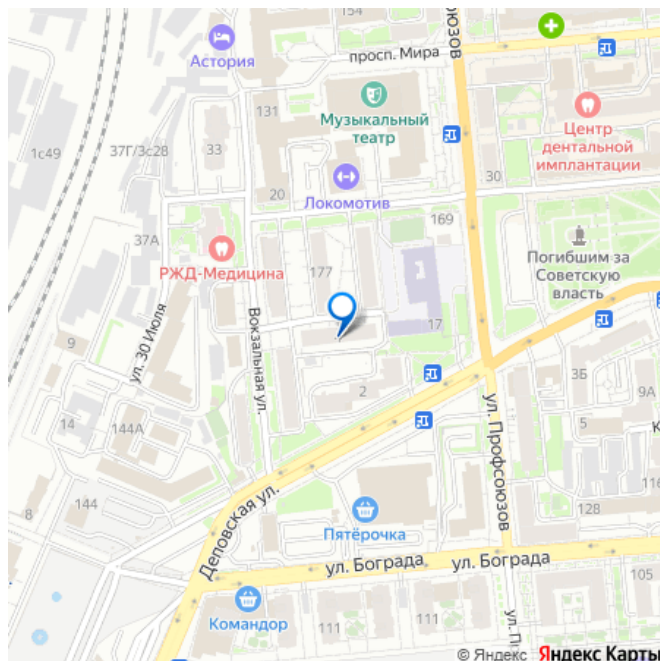 154
ЮЗОВ
просп. Мира
Астория
131
Музыкальный
театр
Центр
дентальной
имплантации
1с49
37Г/3с28
33
20
Локомотив
30
169
37А
РЖД-Медицина
177
Погибшим за
Советскую
власть
ул. 30 Июля
Вокзальная ул.
17
9
2
3Б
9А
14
144А
5
К
ул. Профсоюзов
144
116
128
8
Деповская ул.
Пятёрочка
ул. Бограда
ул. Бограда
105
Командор
111
111
ул. П
© Яндекс Яндекс Карты